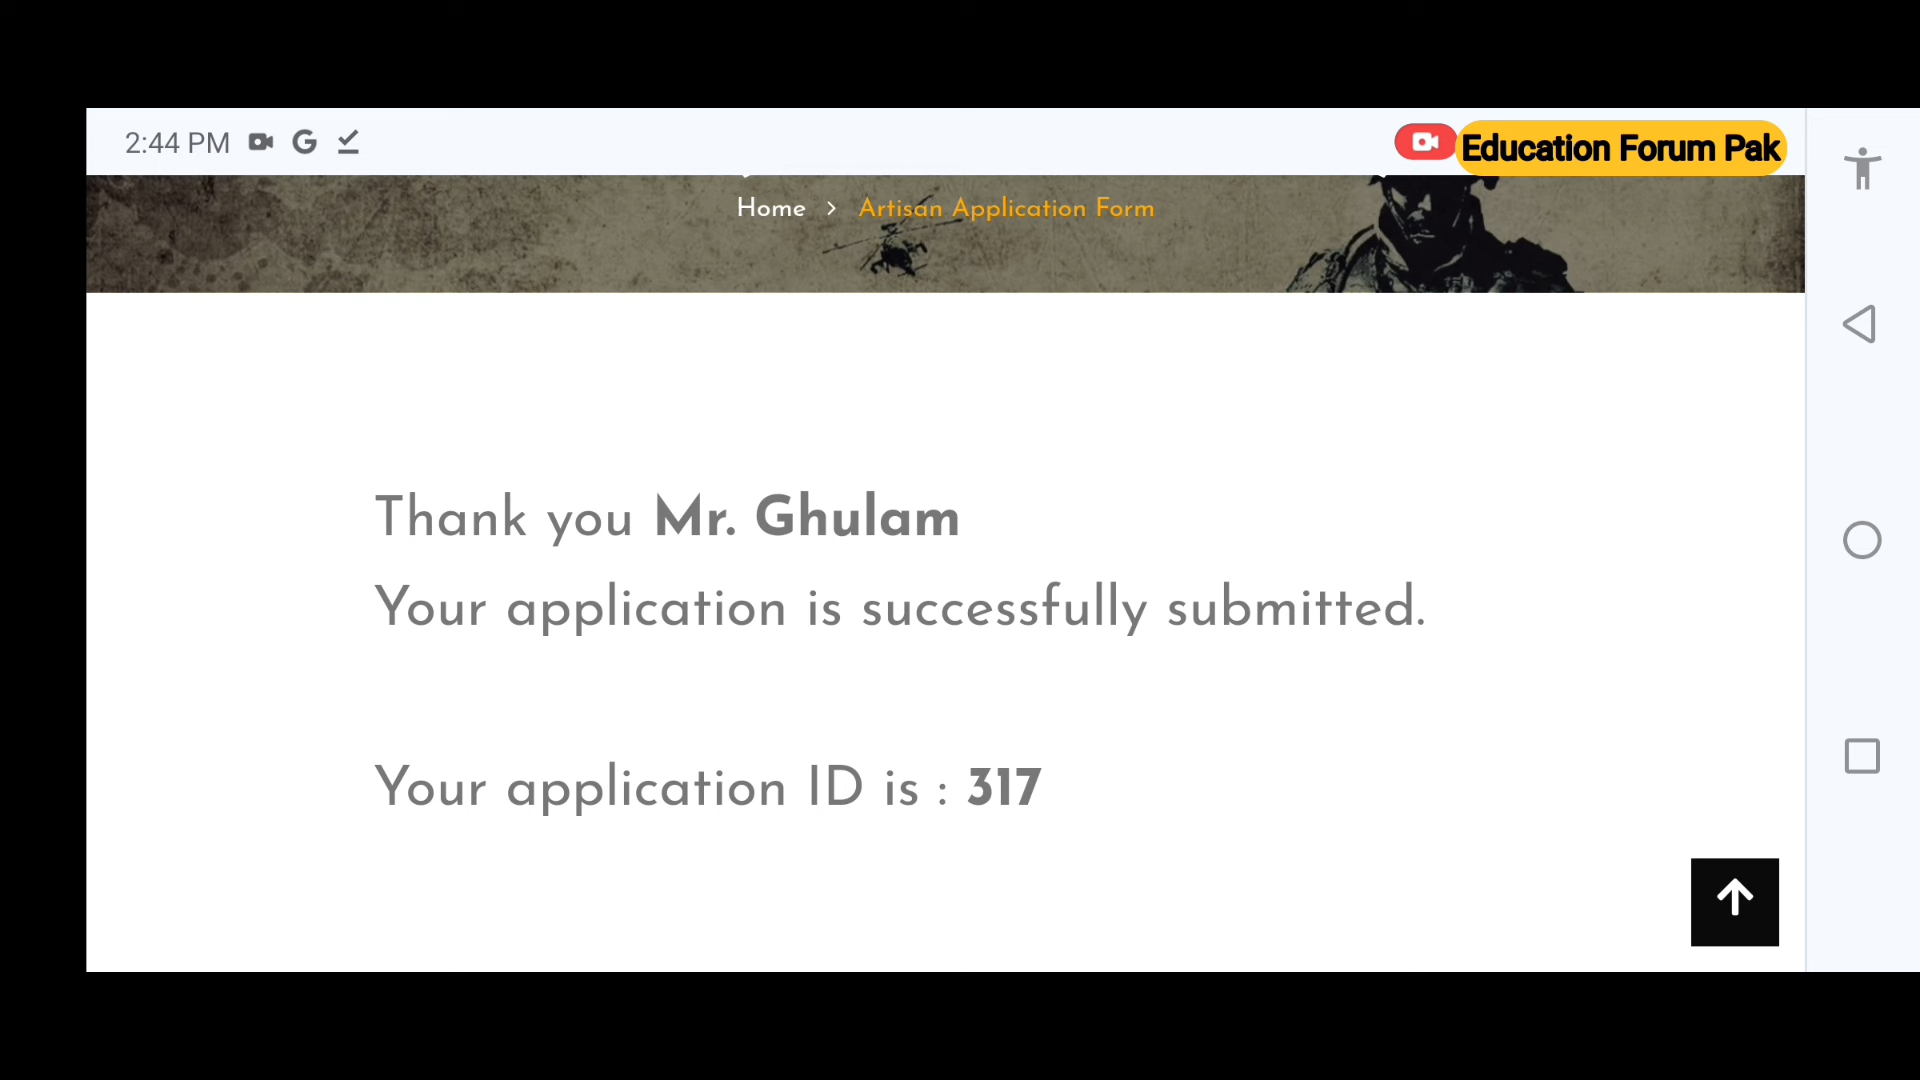 2:44 PM
Education Forum Pak
Home > Artisan Application Form
Thank you Mr. Ghulam
Your application is successfully submitted.
Your application ID is : 317